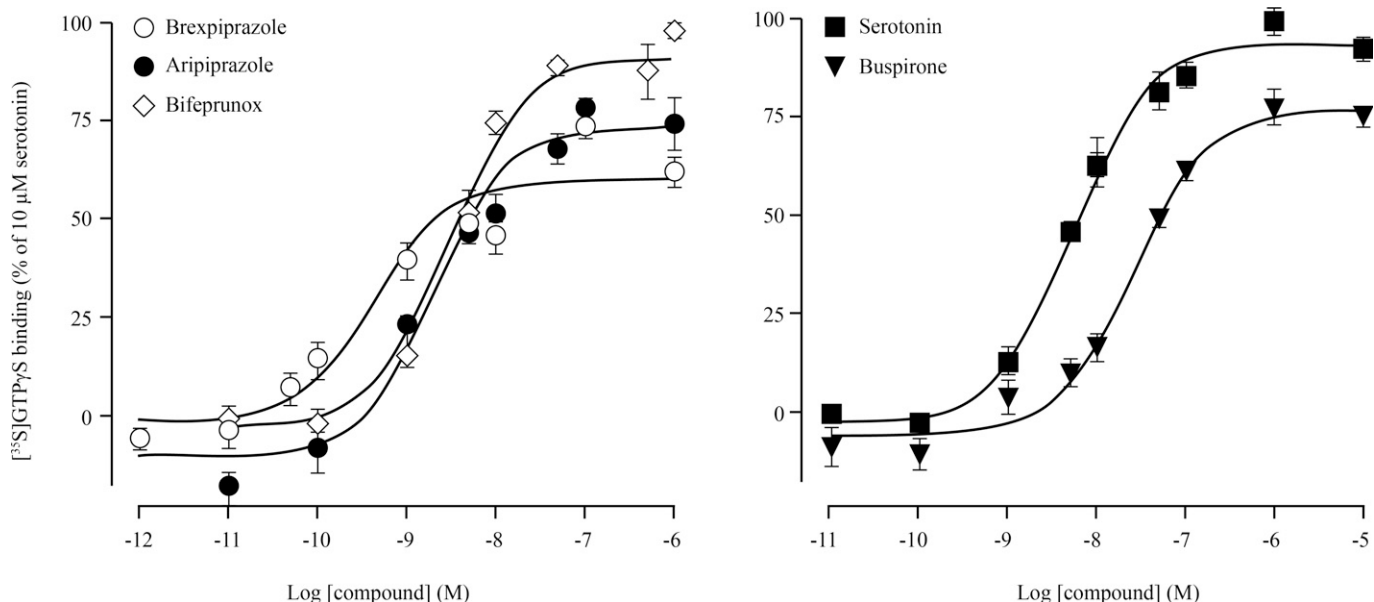 [³⁵S]GTPγS binding (% of 10 μM serotonin)
100
75
50
25
0
Brexpiprazole
Aripiprazole
Bifeprunox
-12 -11 -10 -9 -8 -7 -6
Log [compound] (M)
100
75
50
25
0
Serotonin
Buspirone
-11 -10 -9 -8 -7 -6 -5
Log [compound] (M)